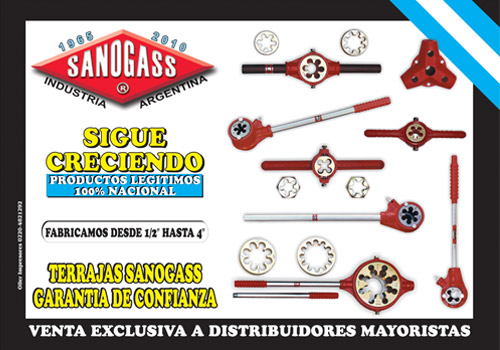 1965 2010
SANOGASS
®
INDUSTRIA ARGENTINA
SIGUE
CRECIENDO
PRODUCTOS LEGITIMOS
100% NACIONAL
FABRICAMOS DESDE 1/2" HASTA 4"
TERRAJAS SANOGASS
GARANTIA DE CONFIANZA
VENTA EXCLUSIVA A DISTRIBUIDORES MAYORISTAS